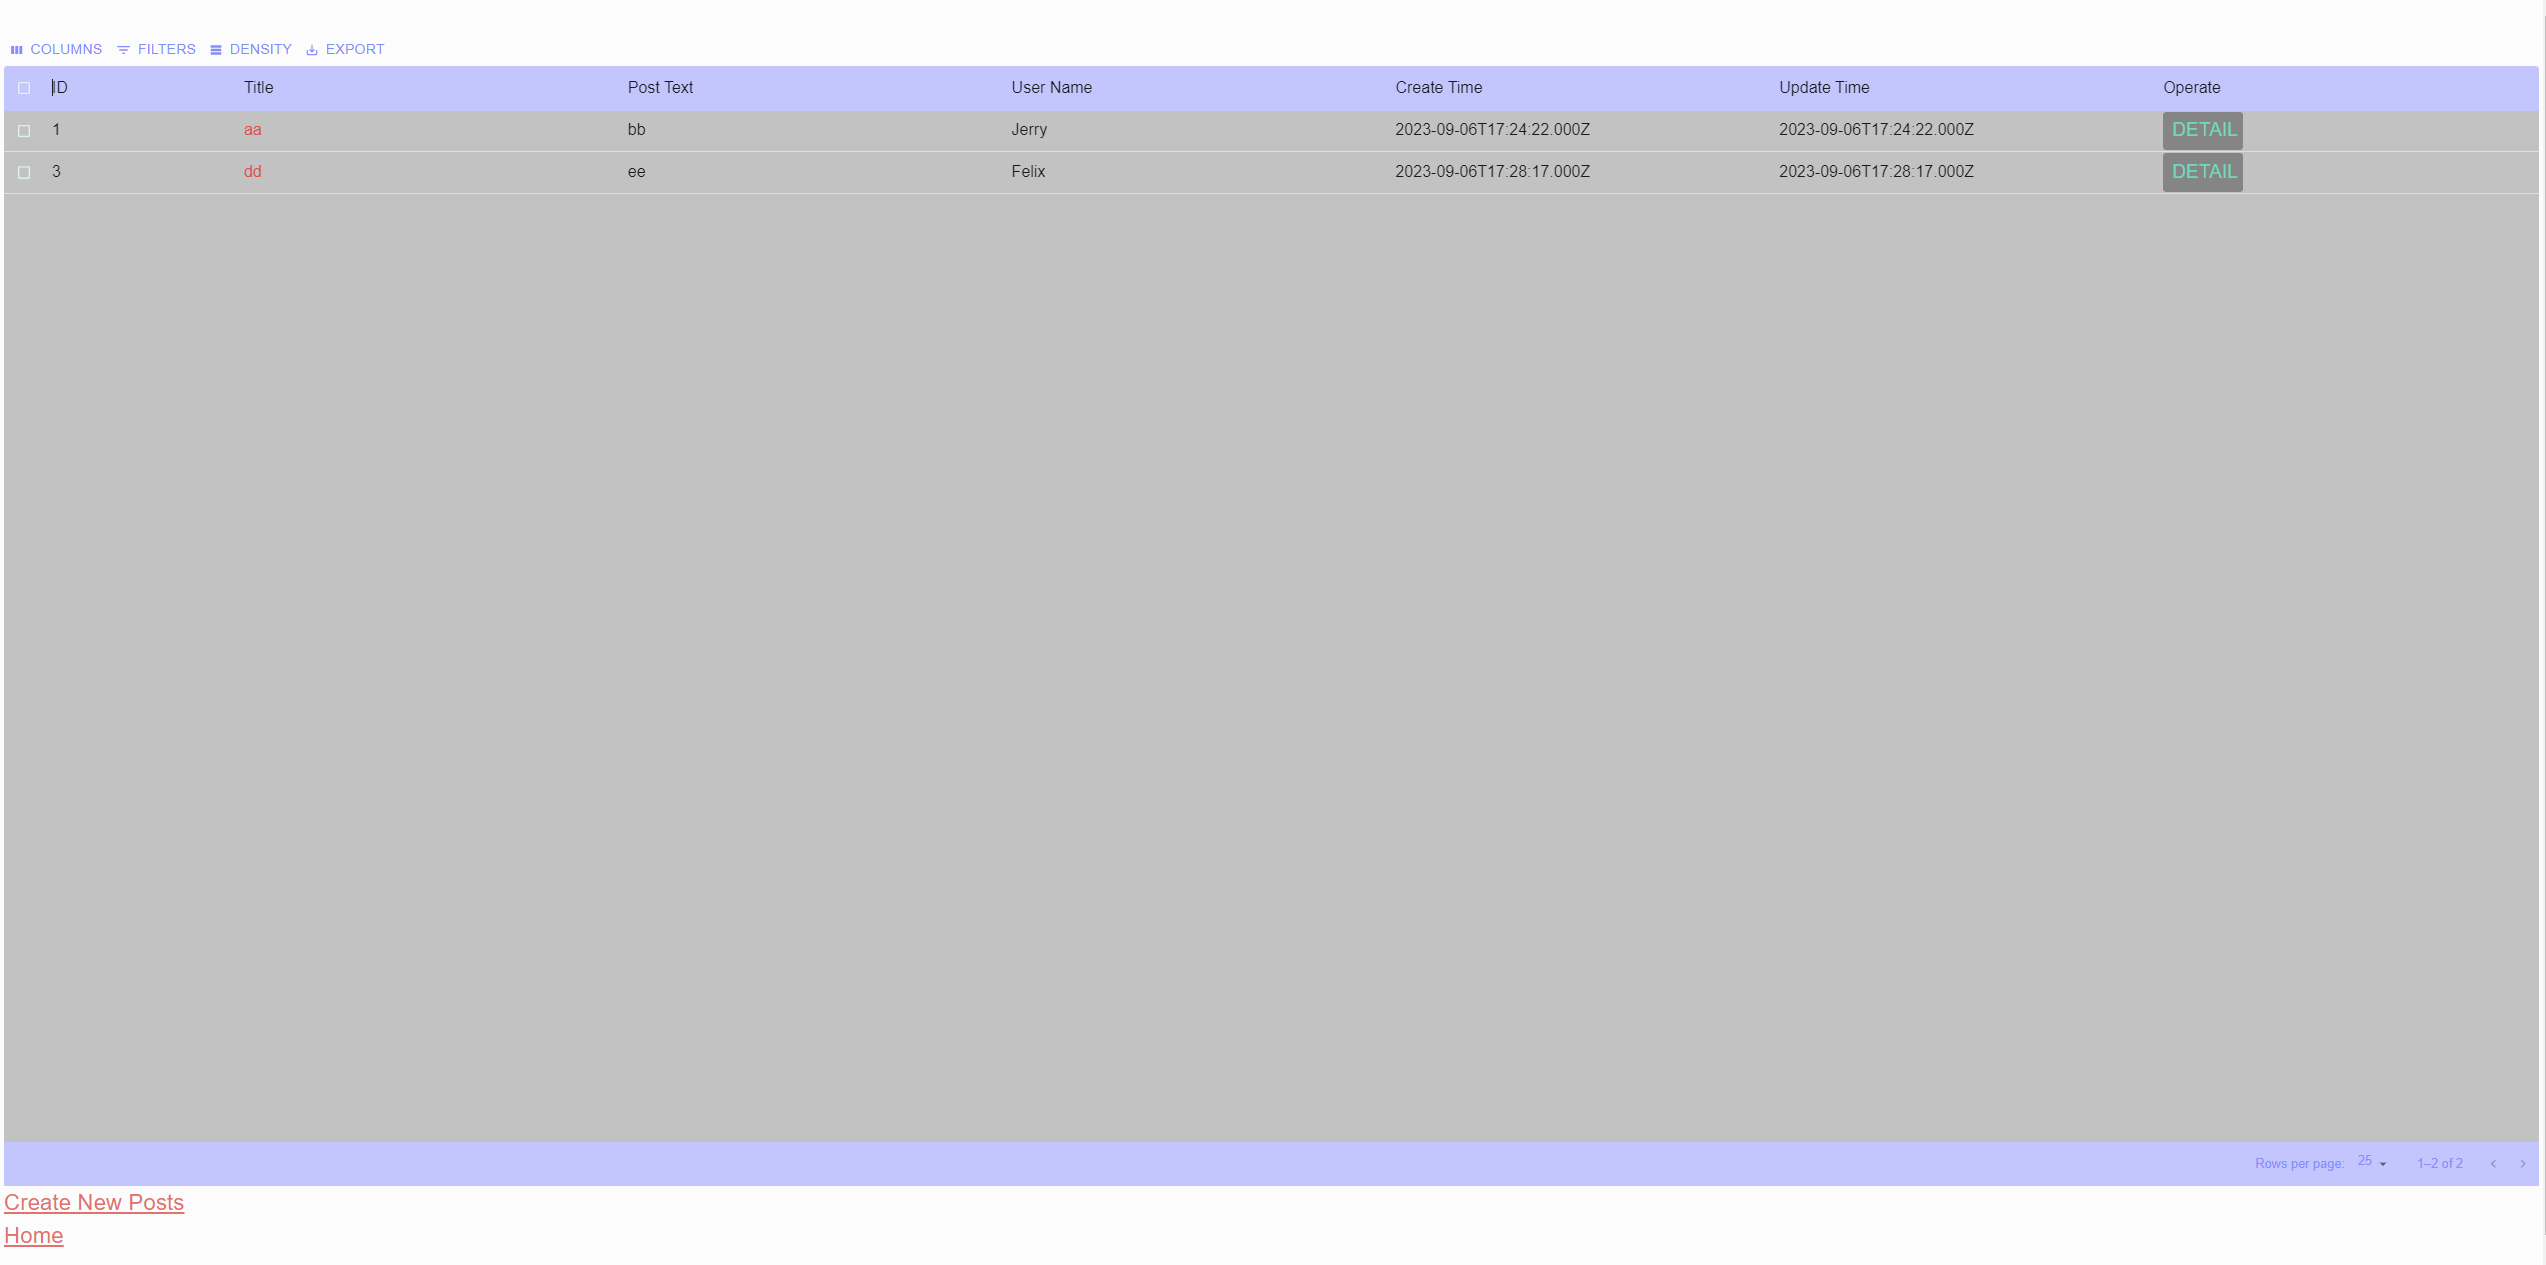 COLUMNS FILTERS DENSITY EXPORT
ID Title Post Text User Name Create Time Update Time Operate
1 aa bb Jerry 2023-09-06T17:24:22.000Z 2023-09-06T17:24:22.000Z DETAIL
3 dd ee Felix 2023-09-06T17:28:17.000Z 2023-09-06T17:28:17.000Z DETAIL
Rows per page: 25 1–2 of 2
Create New Posts
Home